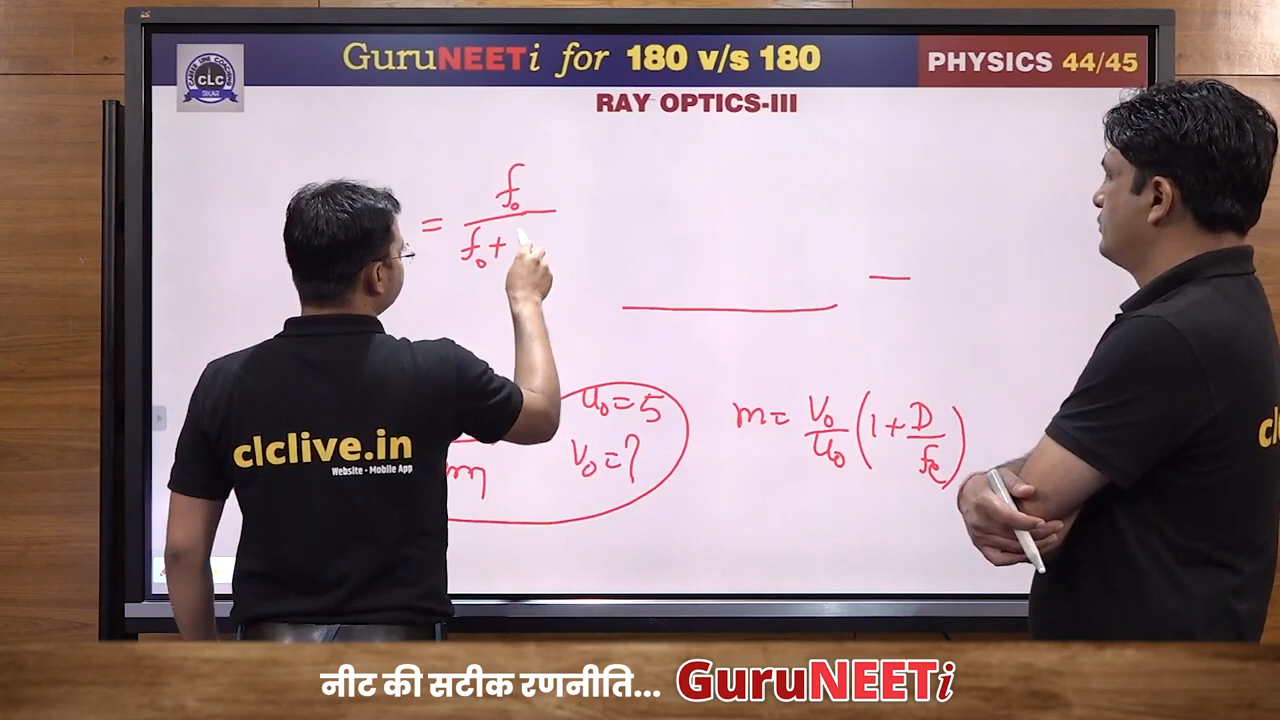 GuruNEETi for 180 v/s 180
PHYSICS 44/45
CLC
SIKAR
RAY OPTICS-III
= f₀
f₀ +
u₀ = 5
v₀ = ?
m = v₀/u₀ (1 + D/fₑ)
clclive.in
Website - Mobile App
नीट की सटीक रणनीति... GuruNEETi